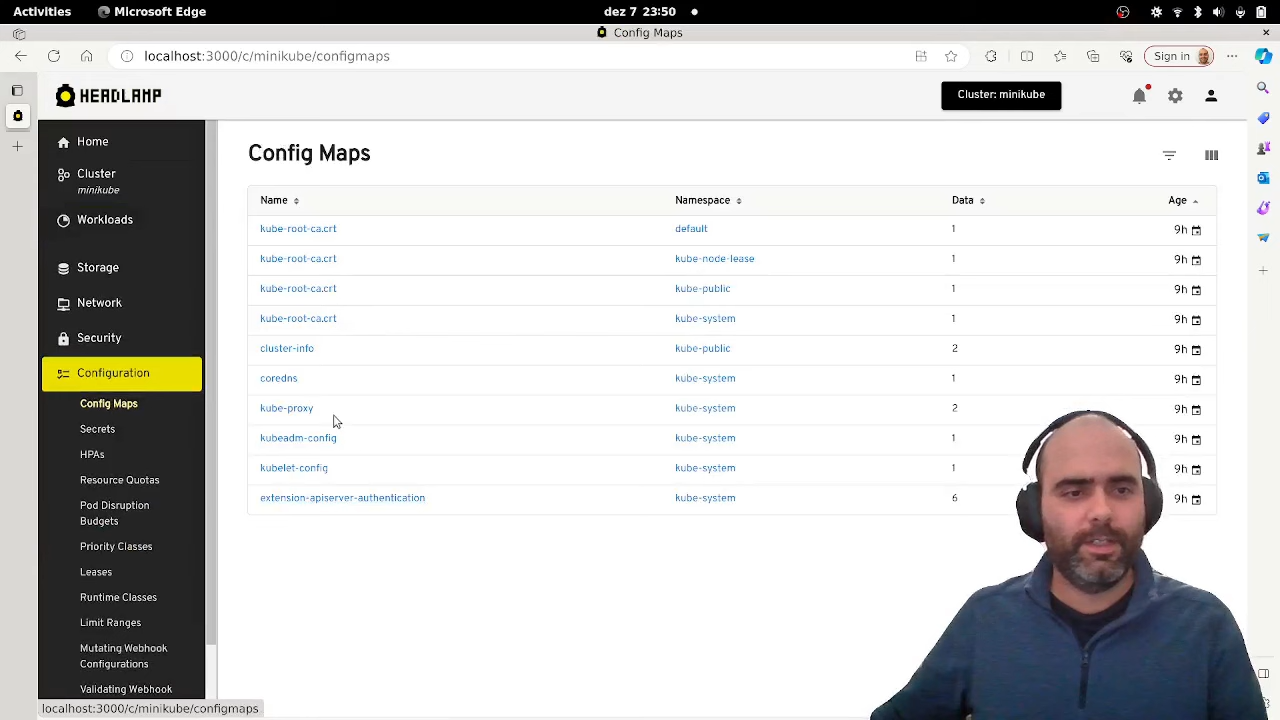 Activities
Microsoft Edge
dez 7 23:50
Config Maps
localhost:3000/c/minikube/configmaps
Sign in
HEADLAMP
Cluster: minikube
Home
Cluster
minikube
Workloads
Storage
Network
Security
Configuration
Config Maps
Secrets
HPAs
Resource Quotas
Pod Disruption
Budgets
Priority Classes
Leases
Runtime Classes
Limit Ranges
Mutating Webhook
Configurations
Validating Webhook
Config Maps
Name Namespace Data Age
kube-root-ca.crt default 1 9h
kube-root-ca.crt kube-node-lease 1 9h
kube-root-ca.crt kube-public 1 9h
kube-root-ca.crt kube-system 1 9h
cluster-info kube-public 2 9h
coredns kube-system 1 9h
kube-proxy kube-system 2 9h
kubeadm-config kube-system 1 9h
kubelet-config kube-system 1 9h
extension-apiserver-authentication kube-system 6 9h
localhost:3000/c/minikube/configmaps